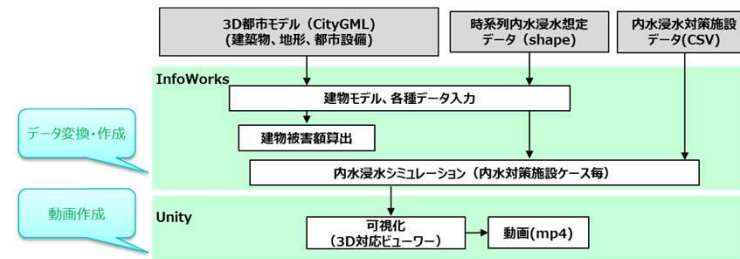 3D都市モデル（CityGML）
（建築物、地形、都市設備）
時系列内水浸水想定
データ（shape）
内水浸水対策施設
データ(CSV)
InfoWorks
建物モデル、各種データ入力
データ変換・作成
建物被害額算出
内水浸水シミュレーション（内水対策施設ケース毎）
動画作成
Unity
可視化
（3D対応ビューワー）
動画(mp4)